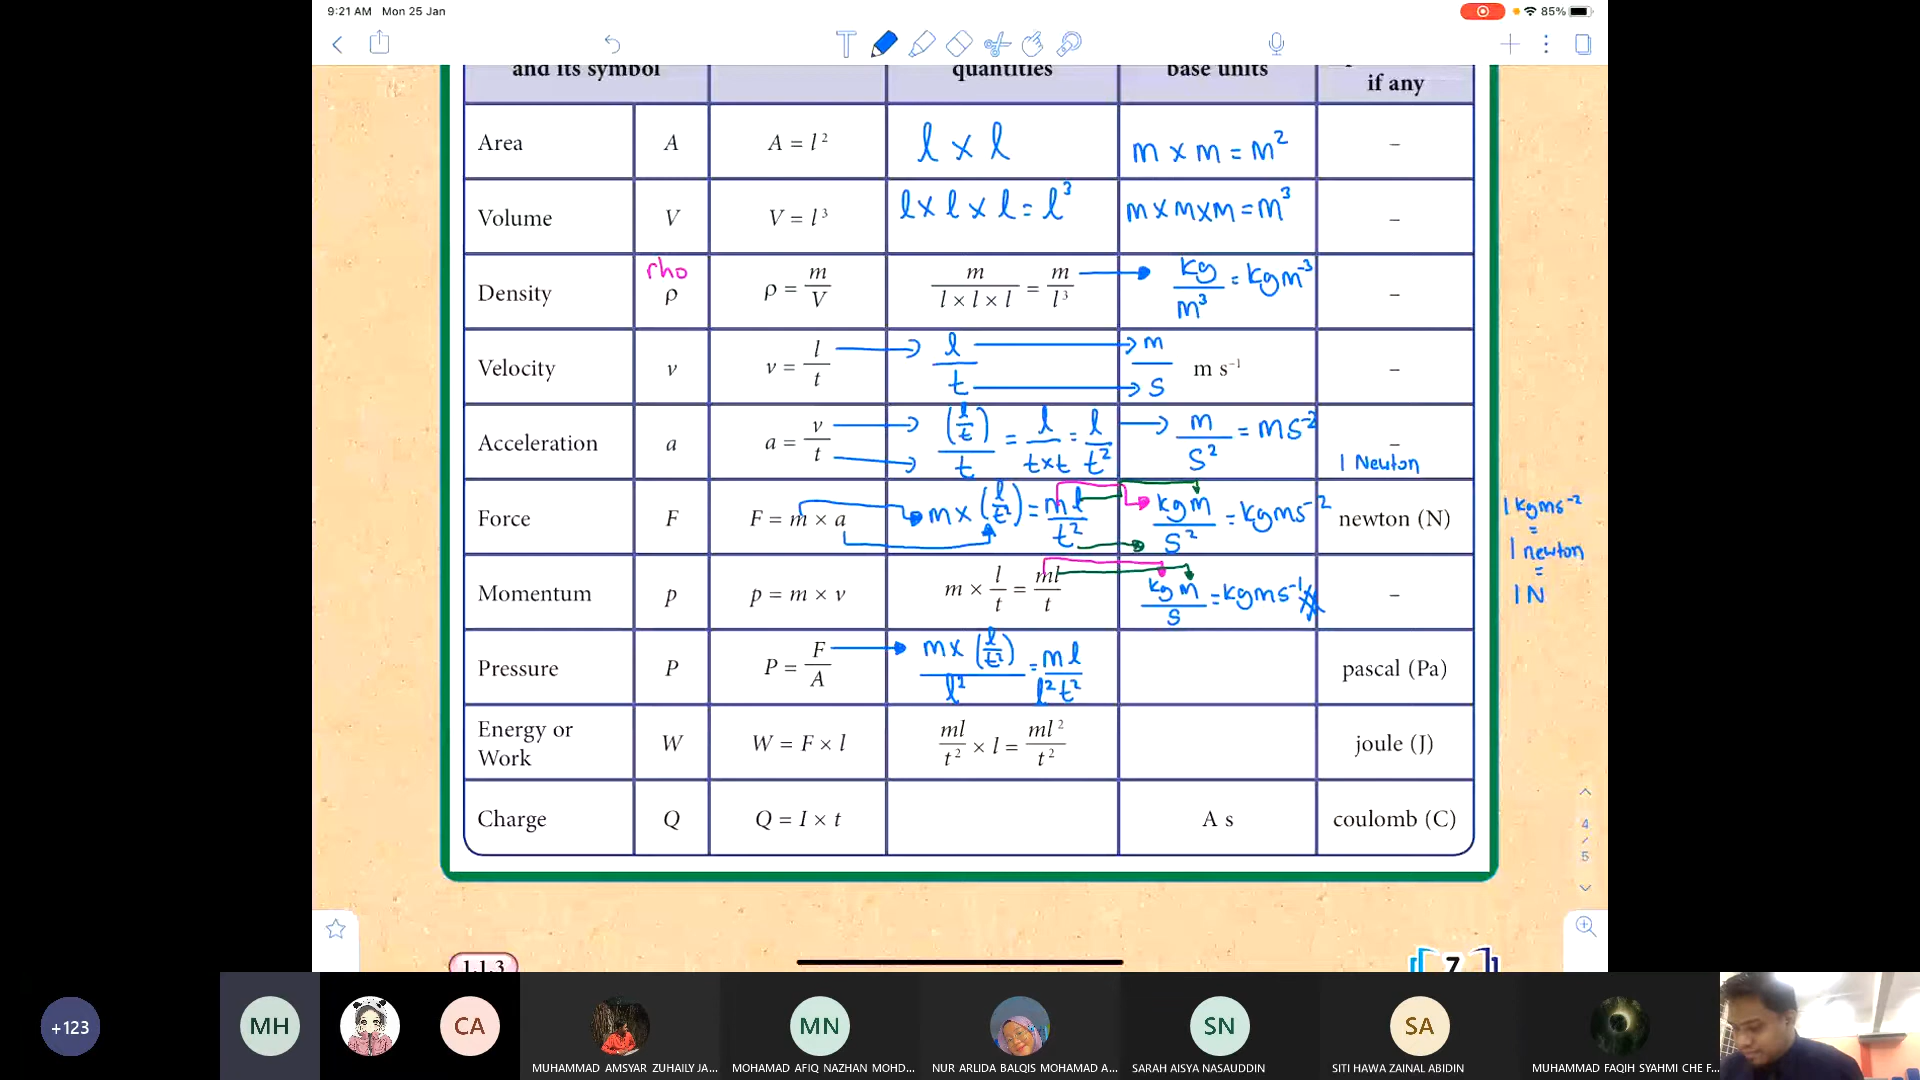 9:21 AM Mon 25 Jan
85%
and its symbol quantities base units if any
Area A A = l² l × l m × m = m² –
Volume V V = l³ l × l × l = l³ m × m × m = m³ –
rho
Density ρ ρ = m/V m/(l × l × l) = m/l³ kg/m³ = kgm⁻³ –
Velocity v v = l/t l/t m/s m s⁻¹ –
Acceleration a a = v/t (l/t)/t = l/(t×t) = l/t² m/s² = ms⁻² –
1 Newton
Force F F = m × a m × (l/t²) = ml/t² kgm/s² = kgms⁻² newton (N)
1 kgms⁻²
=
1 newton
=
1 N
Momentum p p = m × v m × l/t = ml/t kgm/s = kgms⁻¹ –
Pressure P P = F/A m × (l/t²)/l² = ml/l²t² pascal (Pa)
Energy or
Work W W = F × l ml/t² × l = ml²/t² joule (J)
Charge Q Q = I × t A s coulomb (C)
4
/
5
1.1.3
7
+123
MH
CA
MN
SN
SA
MUHAMMAD AMSYAR ZUHAILY JA...
MOHAMAD AFIQ NAZHAN MOHD...
NUR ARLIDA BALQIS MOHAMAD A...
SARAH AISYA NASAUDDIN
SITI HAWA ZAINAL ABIDIN
MUHAMMAD FAQIH SYAHMI CHE F...